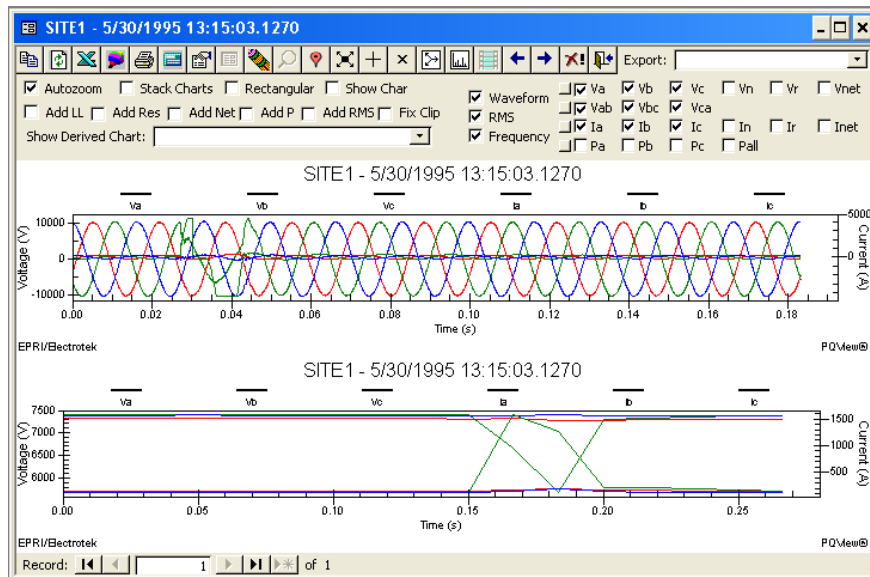 SITE1 - 5/30/1995 13:15:03.1270
Export:
Autozoom Stack Charts Rectangular Show Char
Add LL Add Res Add Net Add P Add RMS Fix Clip
Show Derived Chart:
Waveform
RMS
Frequency
Va Vb Vc Vn Vr Vnet
Vab Vbc Vca
Ia Ib Ic In Ir Inet
Pa Pb Pc Pall
SITE1 - 5/30/1995 13:15:03.1270
Va Vb Vc Ia Ib Ic
10000
0
-10000
Voltage (V)
5000
0
Current (A)
0.00 0.02 0.04 0.06 0.08 0.10 0.12 0.14 0.16 0.18
Time (s)
EPRI/Electrotek PQView®
SITE1 - 5/30/1995 13:15:03.1270
Va Vb Vc Ia Ib Ic
7500
7000
6500
6000
Voltage (V)
1500
1000
500
Current (A)
0.00 0.05 0.10 0.15 0.20 0.25
Time (s)
EPRI/Electrotek PQView®
Record: 1 of 1